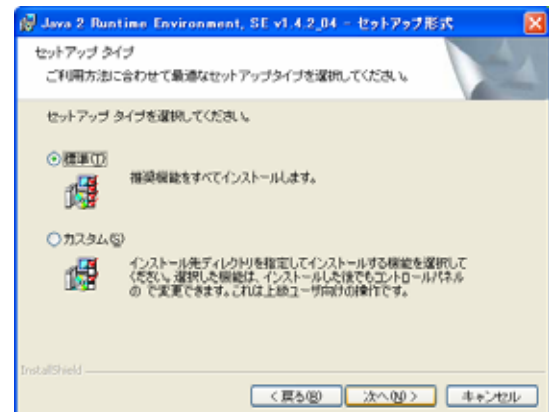 Java 2 Runtime Environment, SE v1.4.2_04 - セットアップ形式
セットアップ タイプ
ご利用方法に合わせて最適なセットアップタイプを選択してください。
セットアップ タイプを選択してください。
標準(T)
推奨機能をすべてインストールします。
カスタム(S)
インストール先ディレクトリを指定してインストールする機能を選択して
ください。選択した機能は、インストールした後でもコントロールパネル
の で変更できます。これは上級ユーザ向けの操作です。
InstallShield
< 戻る(B)
次へ(N) >
キャンセル